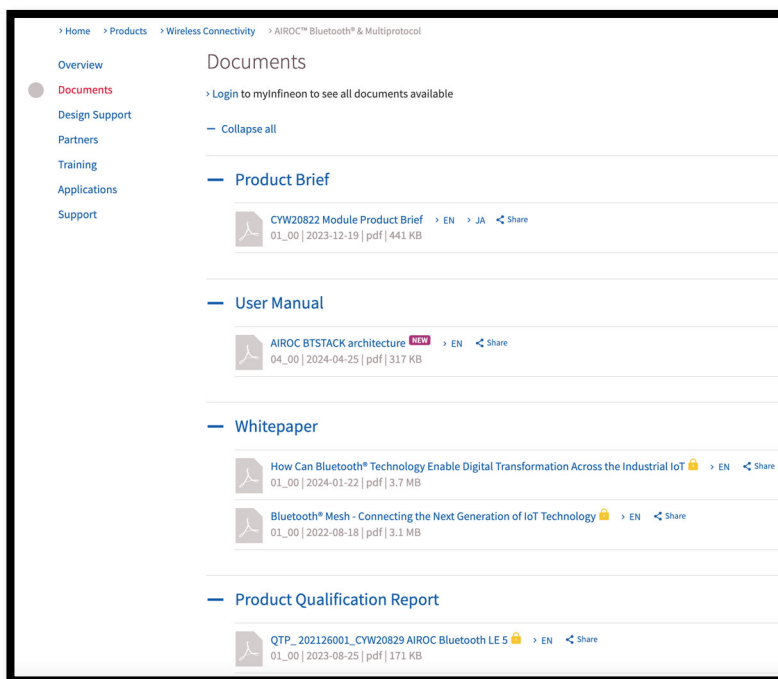 > Home > Products > Wireless Connectivity > AIROC™ Bluetooth® & Multiprotocol
Overview
Documents
Design Support
Partners
Training
Applications
Support
Documents
> Login to myInfineon to see all documents available
— Collapse all
— Product Brief
CYW20822 Module Product Brief > EN > JA Share
01_00 | 2023-12-19 | pdf | 441 KB
— User Manual
AIROC BTSTACK architecture NEW > EN Share
04_00 | 2024-04-25 | pdf | 317 KB
— Whitepaper
How Can Bluetooth® Technology Enable Digital Transformation Across the Industrial IoT > EN Share
01_00 | 2024-01-22 | pdf | 3.7 MB
Bluetooth® Mesh - Connecting the Next Generation of IoT Technology > EN Share
01_00 | 2022-08-18 | pdf | 3.1 MB
— Product Qualification Report
QTP_ 202126001_CYW20829 AIROC Bluetooth LE 5 > EN Share
01_00 | 2023-08-25 | pdf | 171 KB